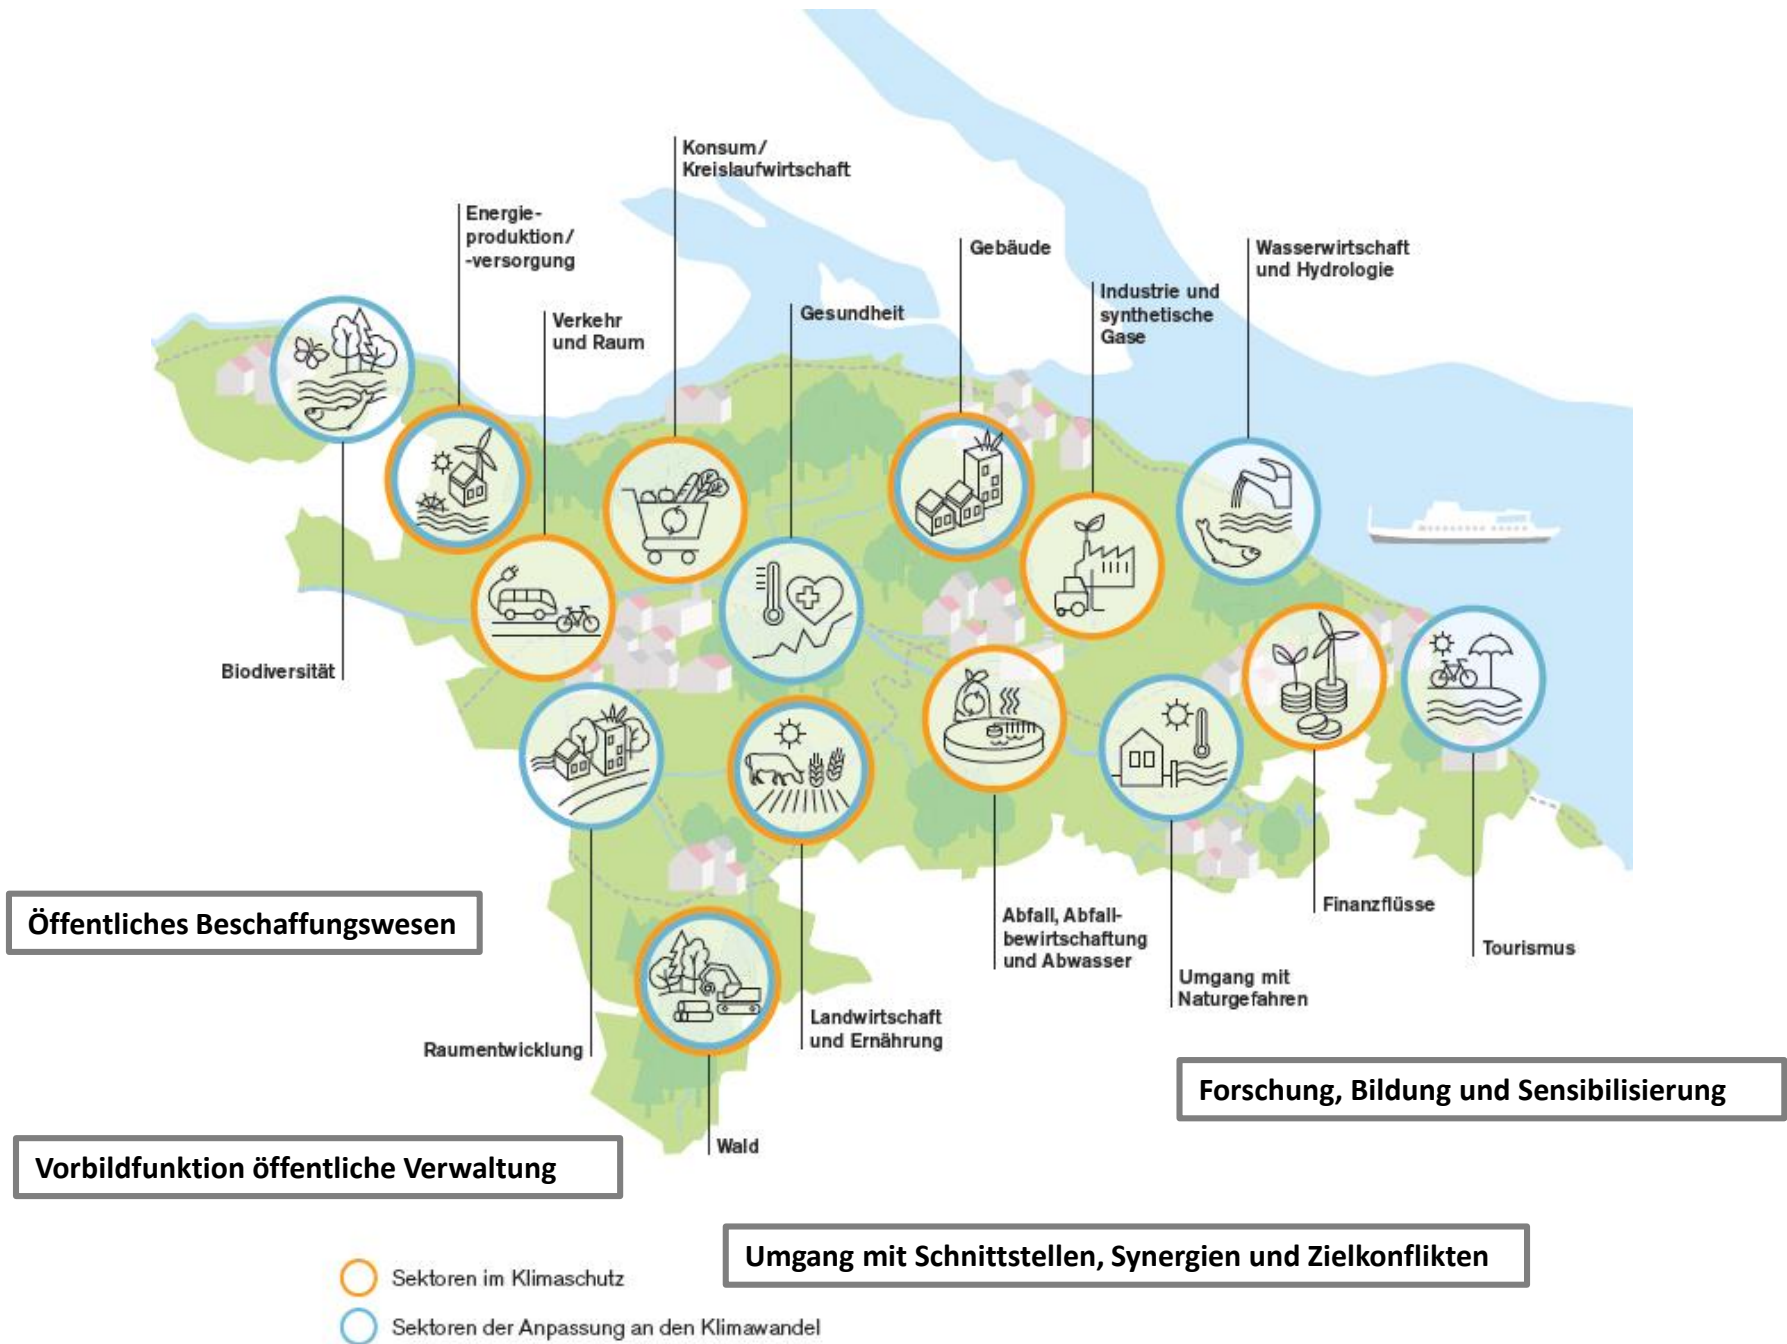 Konsum/
Kreislaufwirtschaft
Energie-
produktion/
-versorgung
Gebäude
Wasserwirtschaft
und Hydrologie
Industrie und
synthetische
Gase
Verkehr
und Raum
Gesundheit
Biodiversität
Öffentliches Beschaffungswesen
Finanzflüsse
Abfall, Abfall-
bewirtschaftung
und Abwasser
Tourismus
Umgang mit
Naturgefahren
Landwirtschaft
und Ernährung
Raumentwicklung
Forschung, Bildung und Sensibilisierung
Wald
Vorbildfunktion öffentliche Verwaltung
Umgang mit Schnittstellen, Synergien und Zielkonflikten
Sektoren im Klimaschutz
Sektoren der Anpassung an den Klimawandel